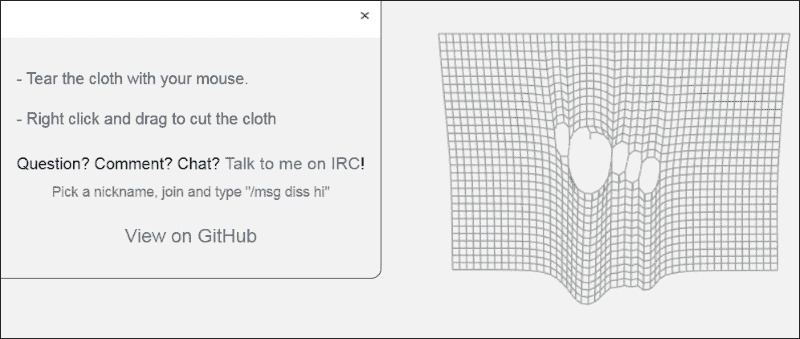 ×
- Tear the cloth with your mouse.
- Right click and drag to cut the cloth
Question? Comment? Chat? Talk to me on IRC!
Pick a nickname, join and type "/msg diss hi"
View on GitHub